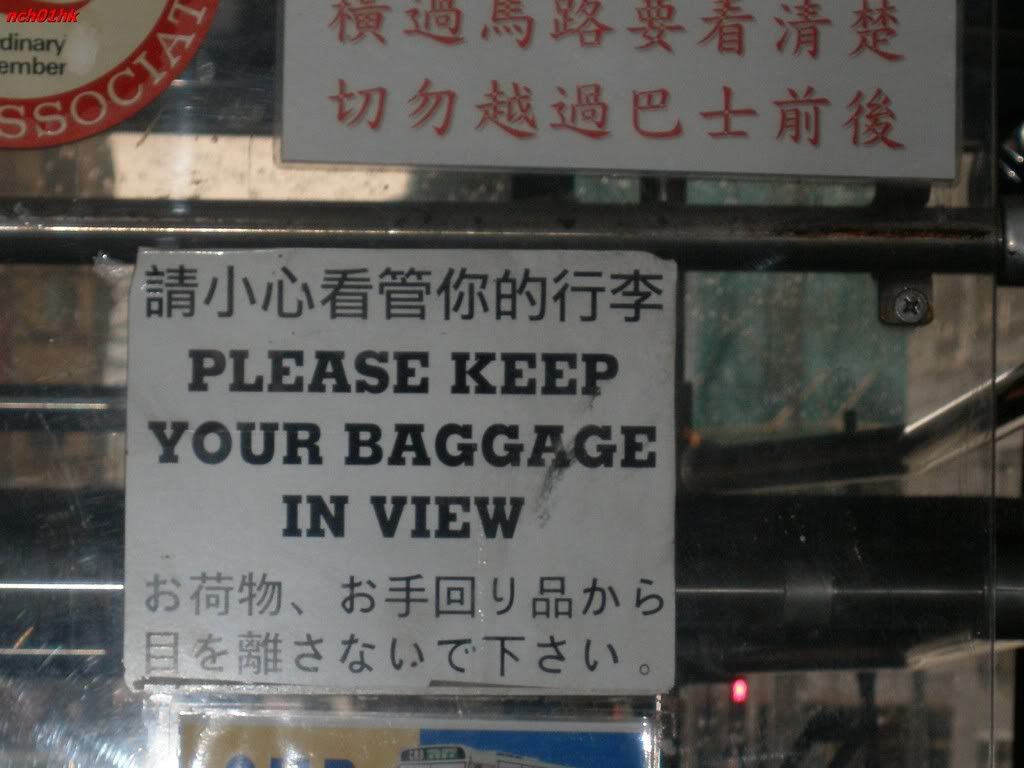 nch01hk
rdinary
ember
SSOCIAT
橫過馬路要看清楚
切勿越過巴士前後
請小心看管你的行李
PLEASE KEEP
YOUR BAGGAGE
IN VIEW
お荷物、お手回り品から
目を離さないで下さい。